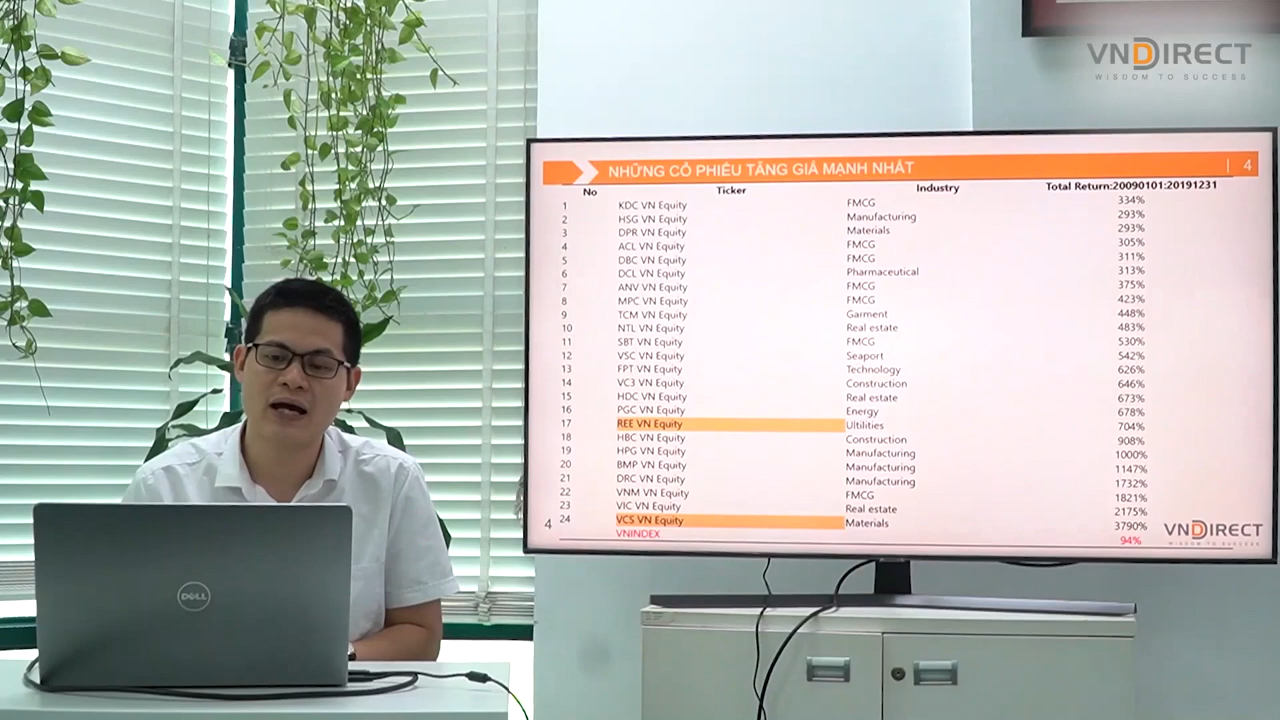 VNDIRECT
WISDOM TO SUCCESS
NHỮNG CỔ PHIẾU TĂNG GIÁ MẠNH NHẤT | 4
No Ticker Industry Total Return:20090101:20191231
1 KDC VN Equity FMCG 334%
2 HSG VN Equity Manufacturing 293%
3 DPR VN Equity Materials 293%
4 ACL VN Equity FMCG 305%
5 DBC VN Equity FMCG 311%
6 DCL VN Equity Pharmaceutical 313%
7 ANV VN Equity FMCG 375%
8 MPC VN Equity FMCG 423%
9 TCM VN Equity Garment 448%
10 NTL VN Equity Real estate 483%
11 SBT VN Equity FMCG 530%
12 VSC VN Equity Seaport 542%
13 FPT VN Equity Technology 626%
14 VC3 VN Equity Construction 646%
15 HDC VN Equity Real estate 673%
16 PGC VN Equity Energy 678%
17 REE VN Equity Ultilities 704%
18 HBC VN Equity Construction 908%
19 HPG VN Equity Manufacturing 1000%
20 BMP VN Equity Manufacturing 1147%
21 DRC VN Equity Manufacturing 1732%
22 VNM VN Equity FMCG 1821%
23 VIC VN Equity Real estate 2175%
24 VCS VN Equity Materials 3790%
VNINDEX 94%
4
VNDIRECT
WISDOM TO SUCCESS
DELL